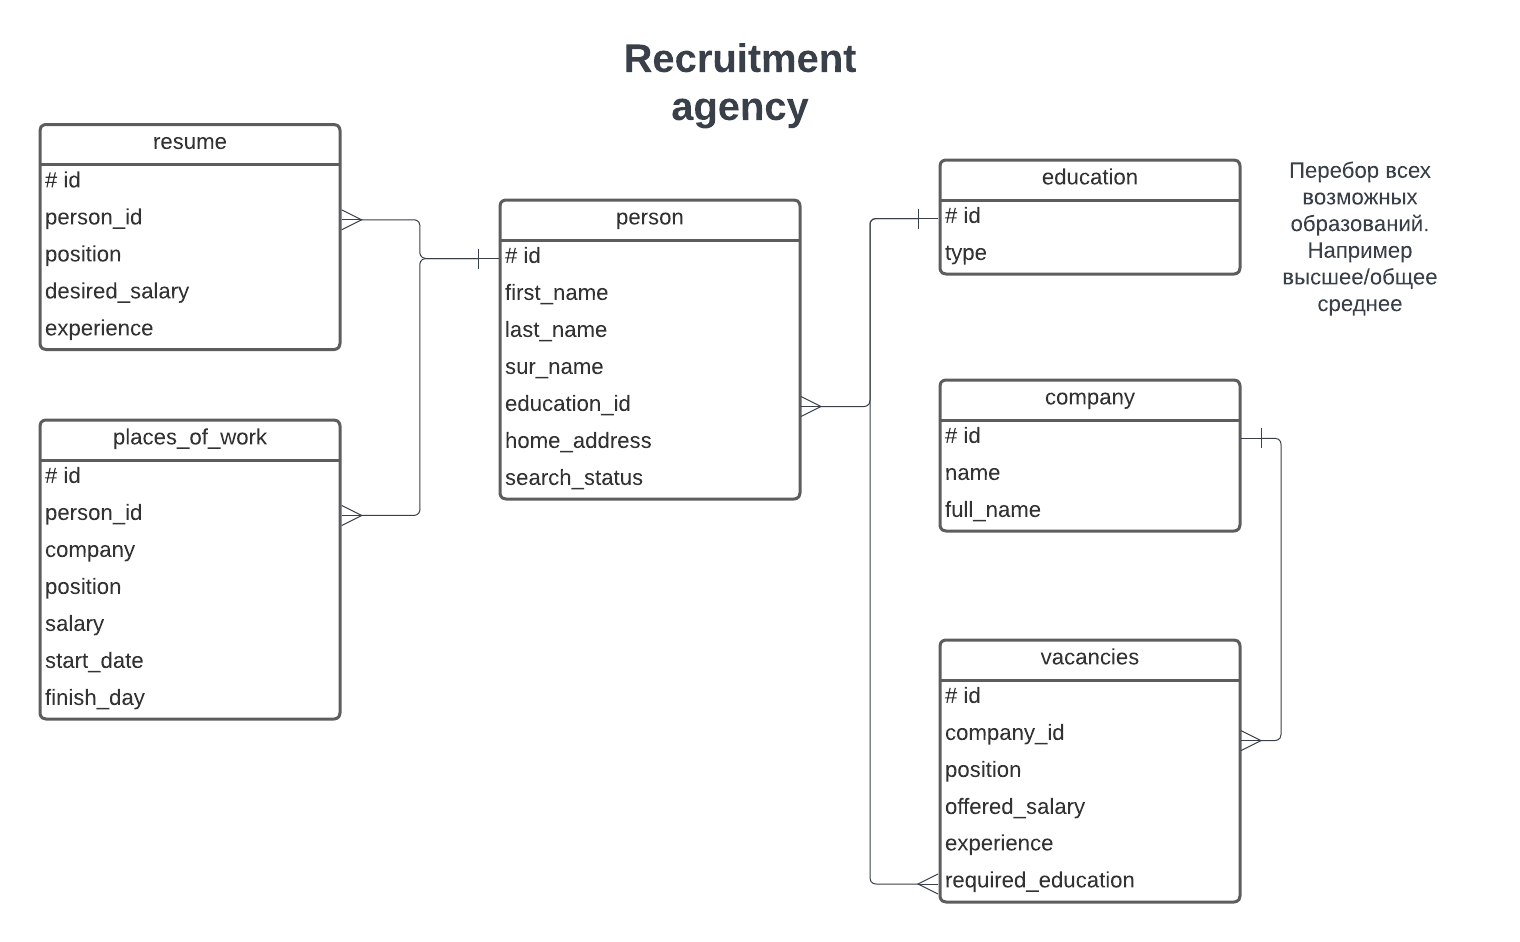 Recruitment
agency
resume
# id
person_id
position
desired_salary
experience
places_of_work
# id
person_id
company
position
salary
start_date
finish_day
person
# id
first_name
last_name
sur_name
education_id
home_address
search_status
education
# id
type
Перебор всех
возможных
образований.
Например
высшее/общее
среднее
company
# id
name
full_name
vacancies
# id
company_id
position
offered_salary
experience
required_education